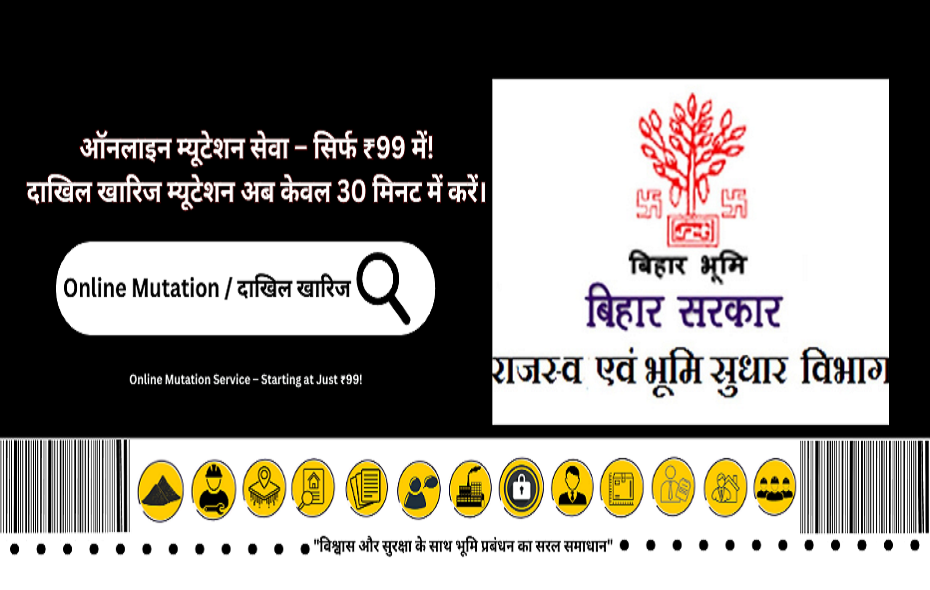 ऑनलाइन म्यूटेशन सेवा – सिर्फ ₹99 में!
दाखिल खारिज म्यूटेशन अब केवल 30 मिनट में करें।
Online Mutation / दाखिल खारिज
Online Mutation Service – Starting at Just ₹99!
बिहार भूमि
बिहार सरकार
राजस्व एवं भूमि सुधार विभाग
"विश्वास और सुरक्षा के साथ भूमि प्रबंधन का सरल समाधान"